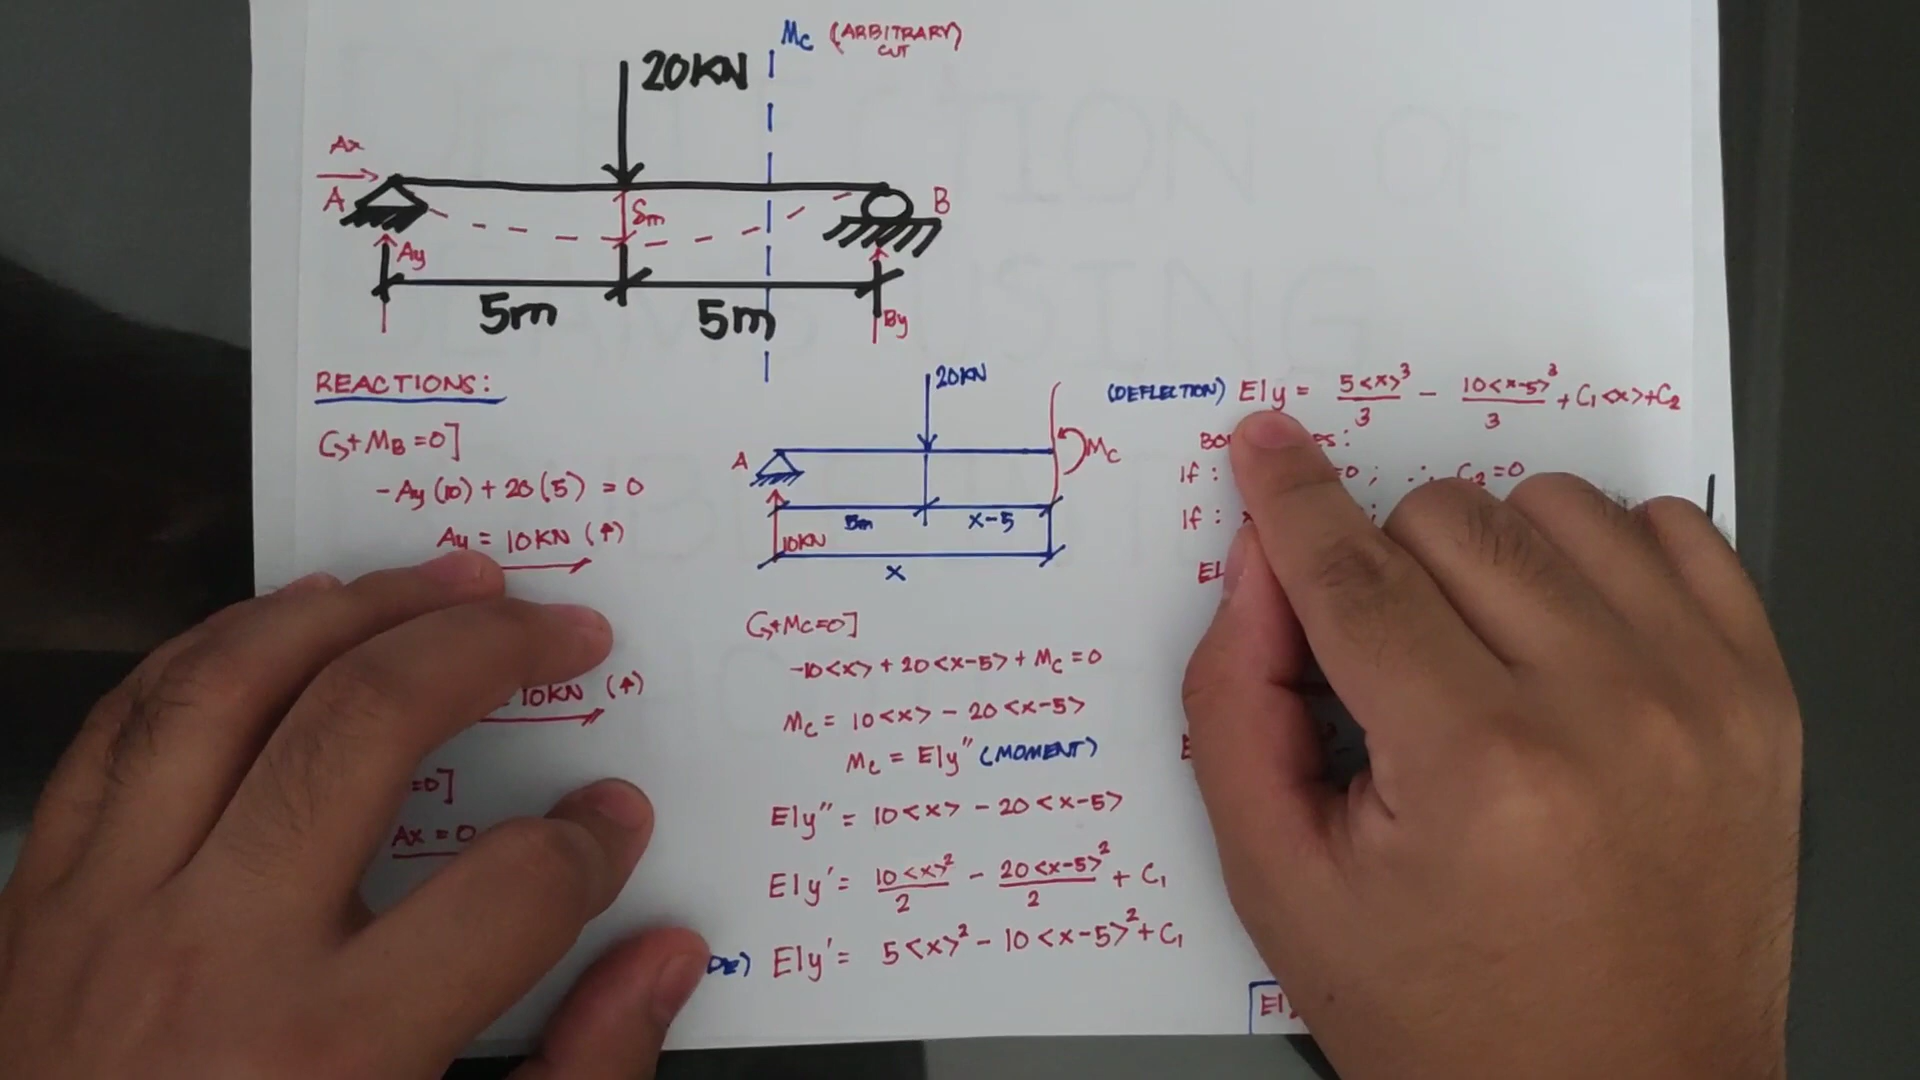 Mc (ARBITRARY)
CUT
20KN
Ax
A
δm
B
Ay
5m
5m
By
REACTIONS:
+MB=0]
-Ay(10) + 20(5) = 0
Ay = 10KN (↑)
10KN (↑)
=0]
Ax = 0
20KN
A
Mc
5m
x-5
10KN
x
+Mc=0]
-10<x> + 20<x-5> + Mc = 0
Mc = 10<x> - 20<x-5>
Mc = EIy'' (MOMENT)
EIy'' = 10<x> - 20<x-5>
EIy' = 10<x>²/2 - 20<x-5>²/2 + C₁
EIy' = 5<x>² - 10<x-5>² + C₁
(DEFLECTION) EIy = 5<x>³/3 - 10<x-5>³/3 + C₁<x> + C₂
If : =0 ; ∴ C₂=0
If :
EI